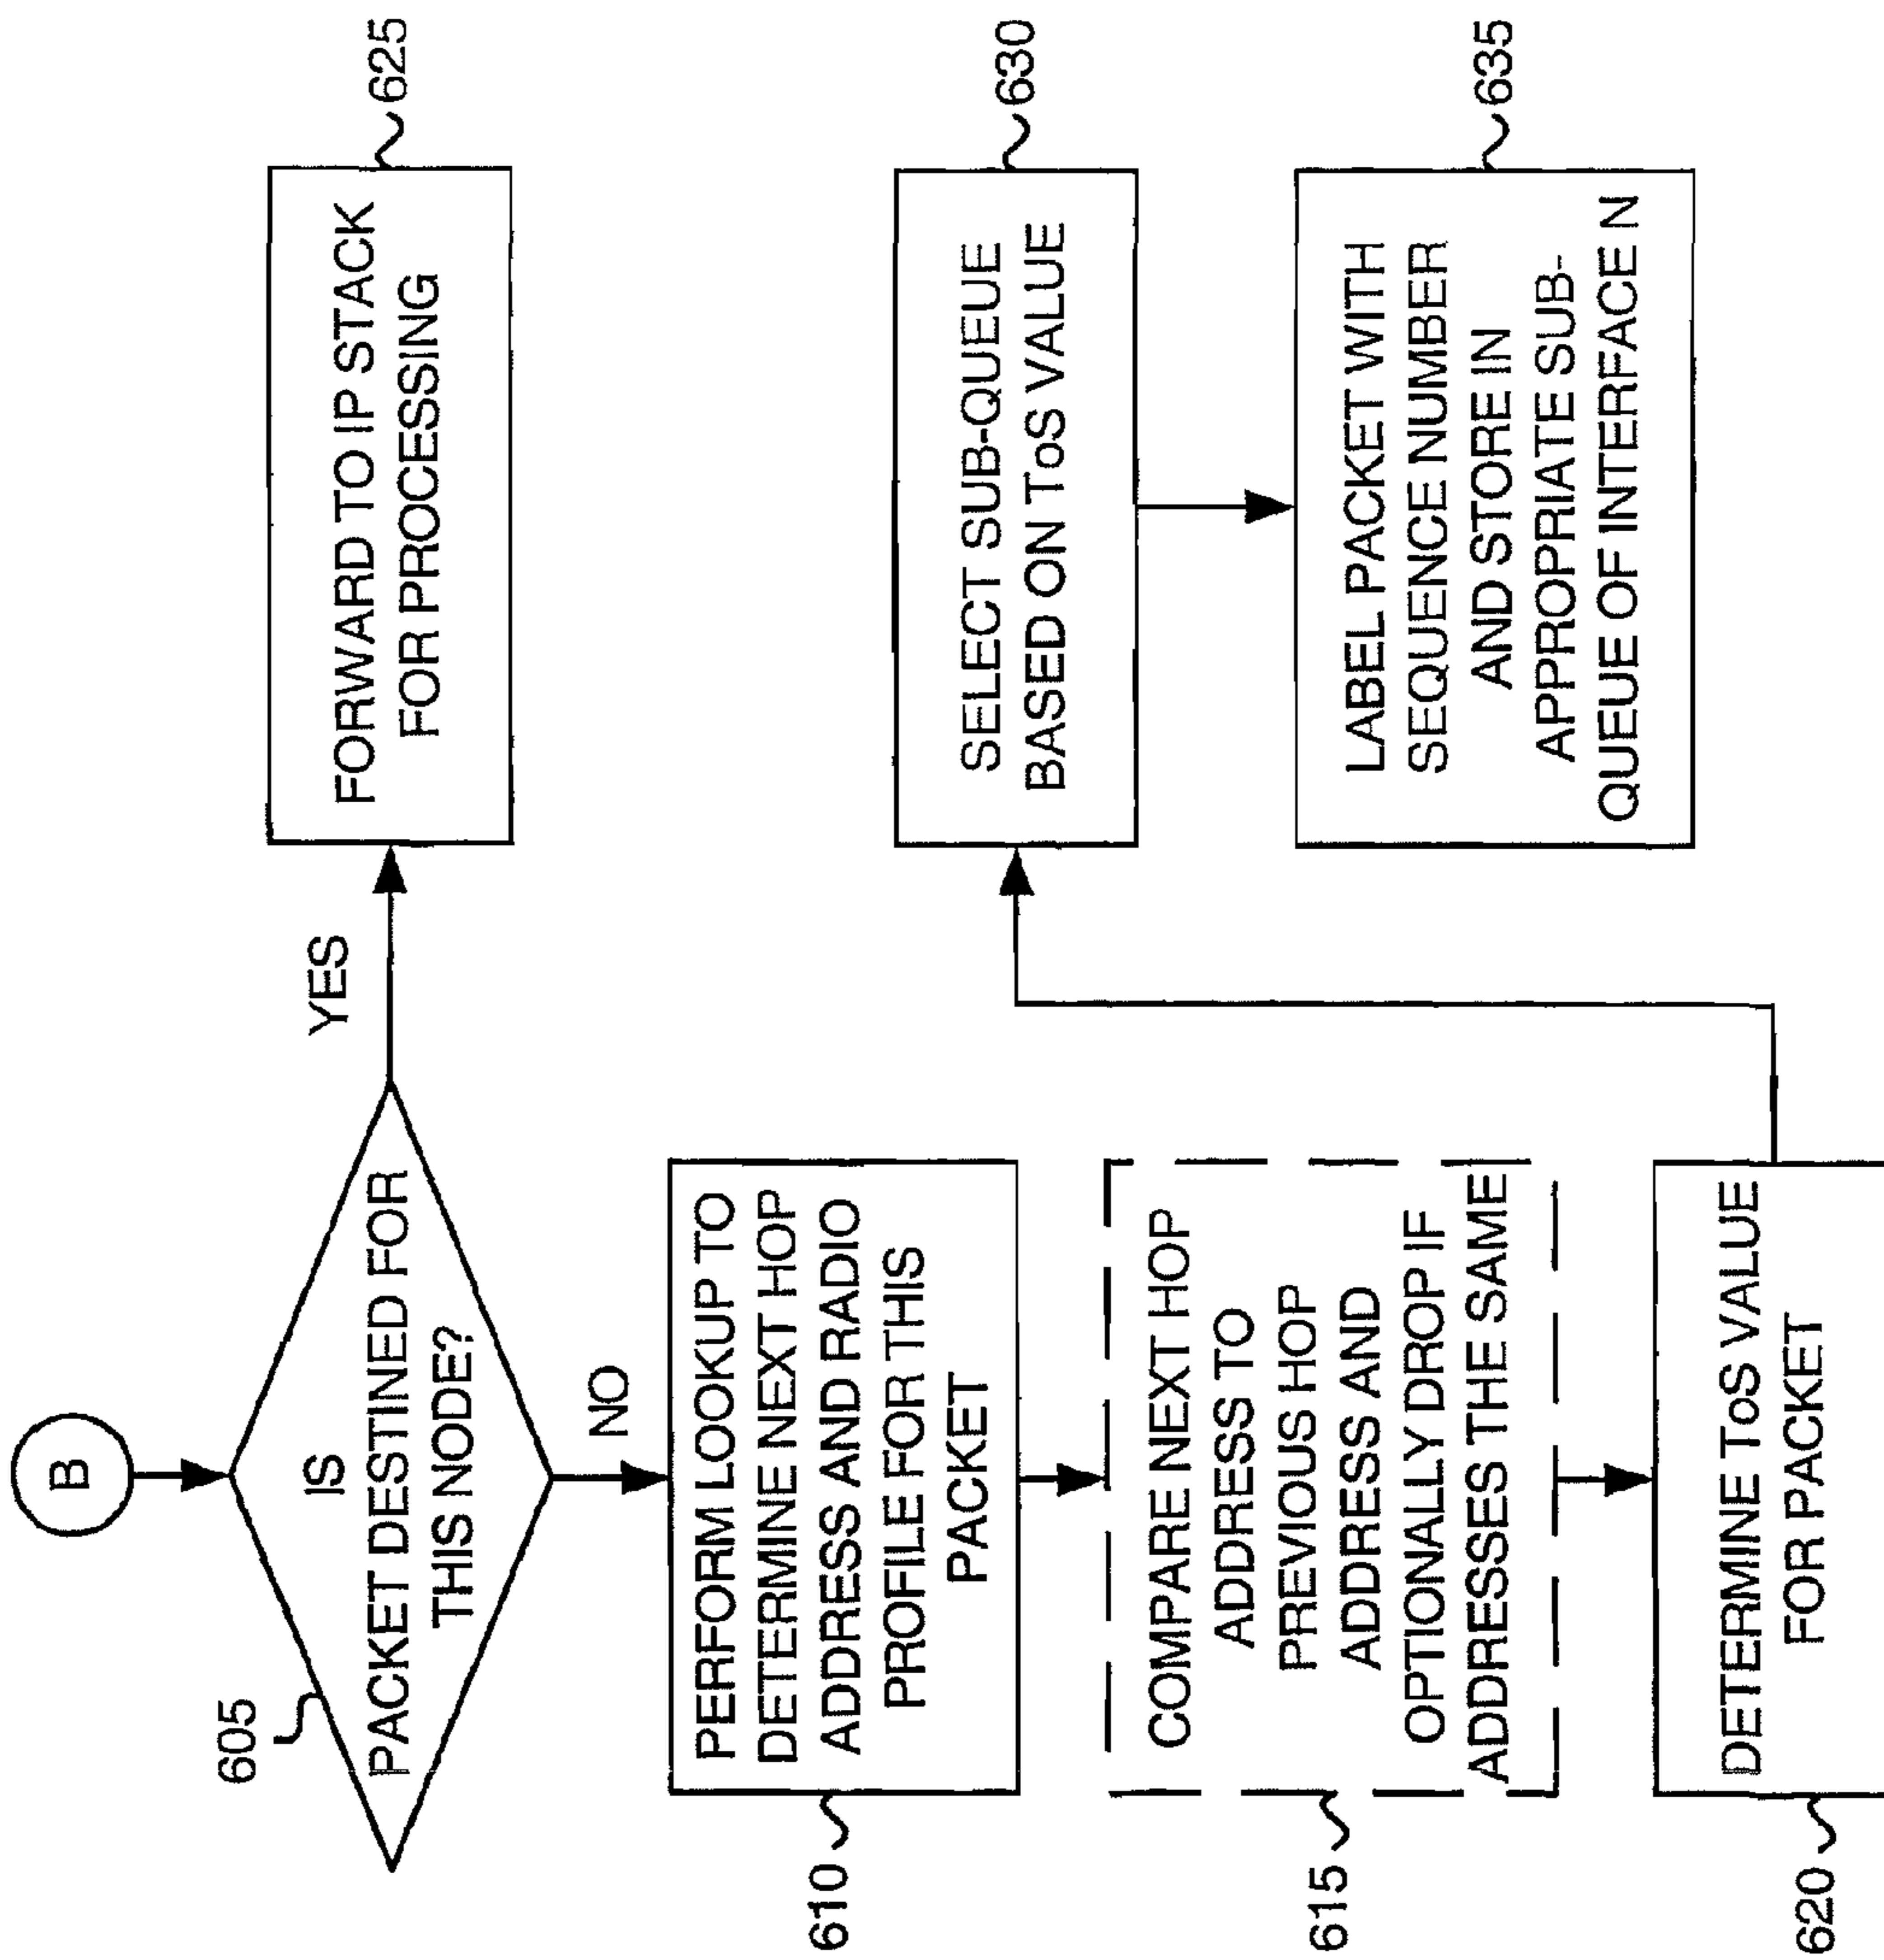 B
605
IS
PACKET DESTINED FOR
THIS NODE?
YES
FORWARD TO IP STACK
FOR PROCESSING
625
NO
610
PERFORM LOOKUP TO
DETERMINE NEXT HOP
ADDRESS AND RADIO
PROFILE FOR THIS
PACKET
615
COMPARE NEXT HOP
ADDRESS TO
PREVIOUS HOP
ADDRESS AND
OPTIONALLY DROP IF
ADDRESSES THE SAME
620
DETERMINE ToS VALUE
FOR PACKET
SELECT SUB-QUEUE
BASED ON ToS VALUE
630
LABEL PACKET WITH
SEQUENCE NUMBER
AND STORE IN
APPROPRIATE SUB-
QUEUE OF INTERFACE N
635